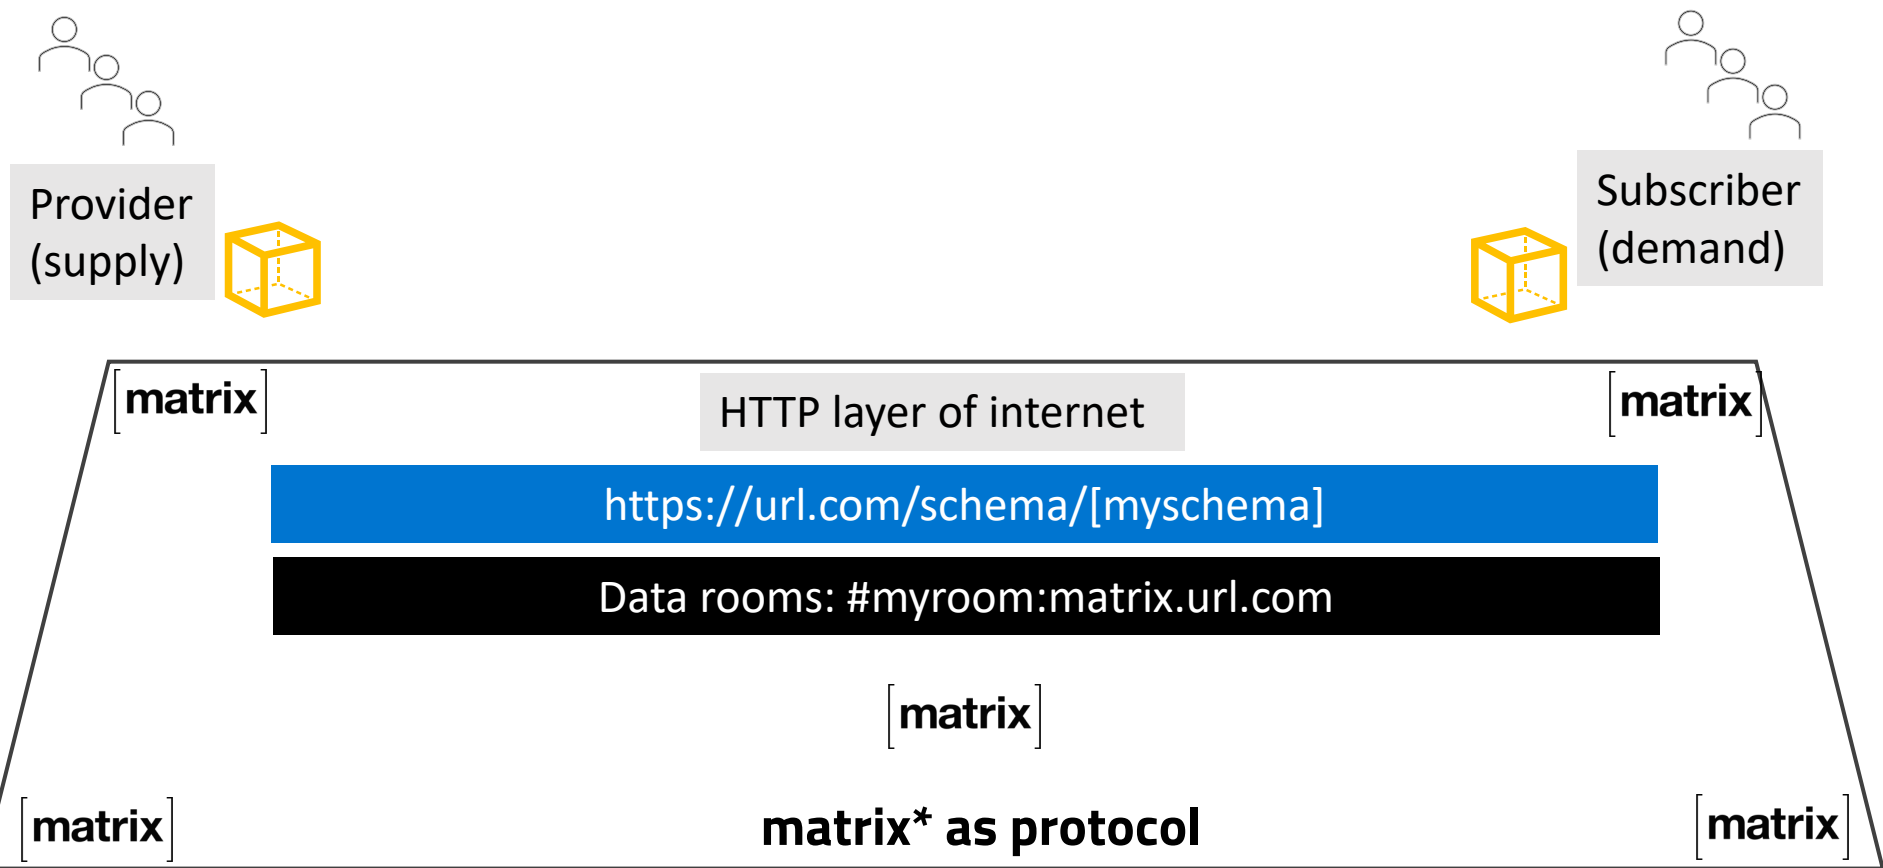 Provider
(supply)
Subscriber
(demand)
[matrix]
HTTP layer of internet
[matrix]
https://url.com/schema/[myschema]
Data rooms: #myroom:matrix.url.com
[matrix]
[matrix]
matrix* as protocol
[matrix]